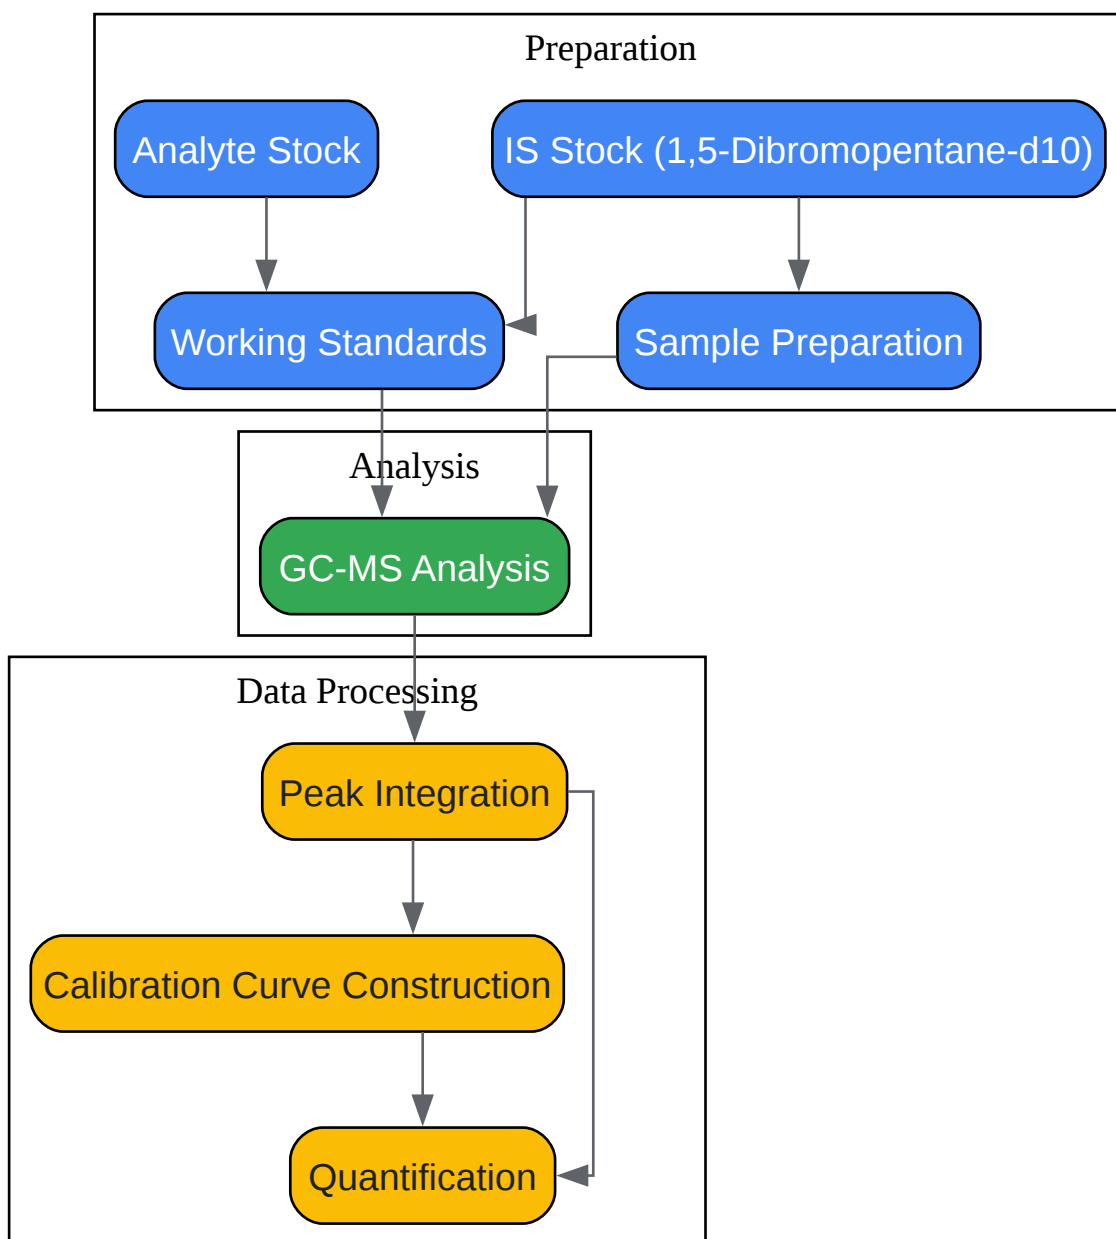 Preparation
Analyte Stock
IS Stock (1,5-Dibromopentane-d10)
Working Standards
Sample Preparation
Analysis
GC-MS Analysis
Data Processing
Peak Integration
Calibration Curve Construction
Quantification